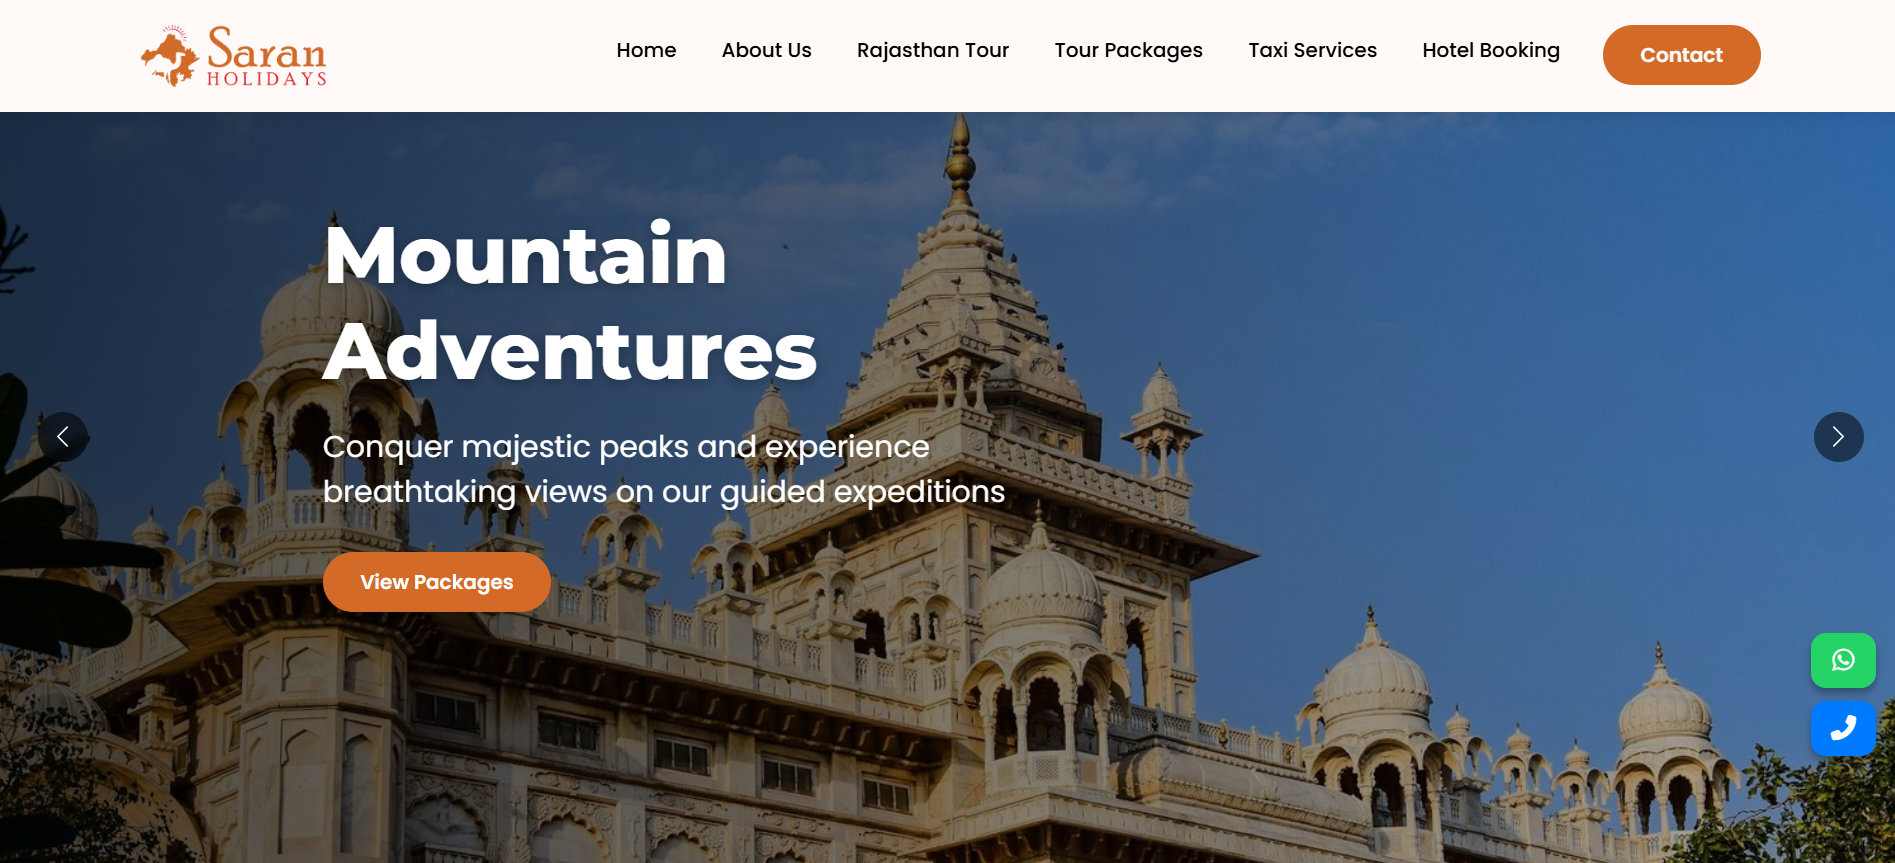 Saran
HOLIDAYS
Home
About Us
Rajasthan Tour
Tour Packages
Taxi Services
Hotel Booking
Contact
Mountain
Adventures
Conquer majestic peaks and experience
breathtaking views on our guided expeditions
View Packages